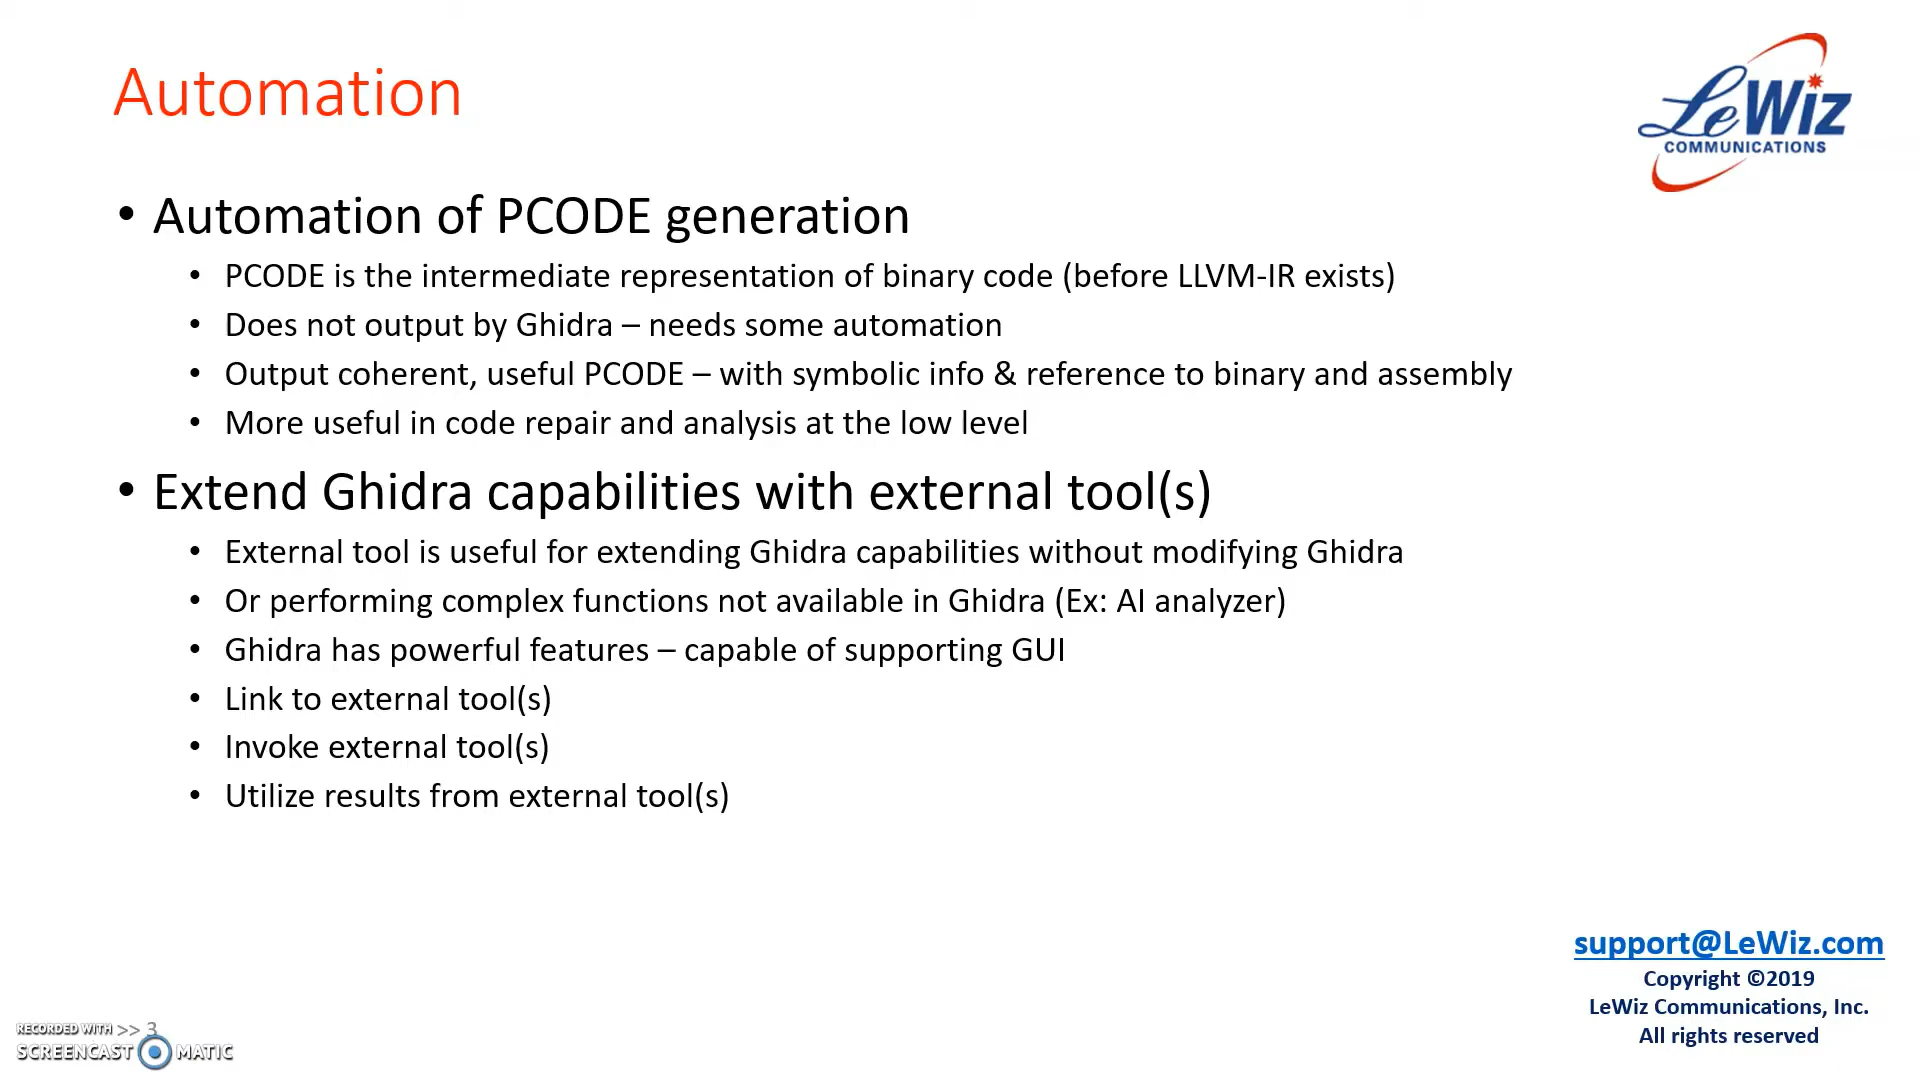 Automation
LeWiz
COMMUNICATIONS
• Automation of PCODE generation
• PCODE is the intermediate representation of binary code (before LLVM-IR exists)
• Does not output by Ghidra – needs some automation
• Output coherent, useful PCODE – with symbolic info & reference to binary and assembly
• More useful in code repair and analysis at the low level
• Extend Ghidra capabilities with external tool(s)
• External tool is useful for extending Ghidra capabilities without modifying Ghidra
• Or performing complex functions not available in Ghidra (Ex: AI analyzer)
• Ghidra has powerful features – capable of supporting GUI
• Link to external tool(s)
• Invoke external tool(s)
• Utilize results from external tool(s)
support@LeWiz.com
Copyright ©2019
LeWiz Communications, Inc.
All rights reserved
RECORDED WITH >> 3
SCREENCAST MATIC